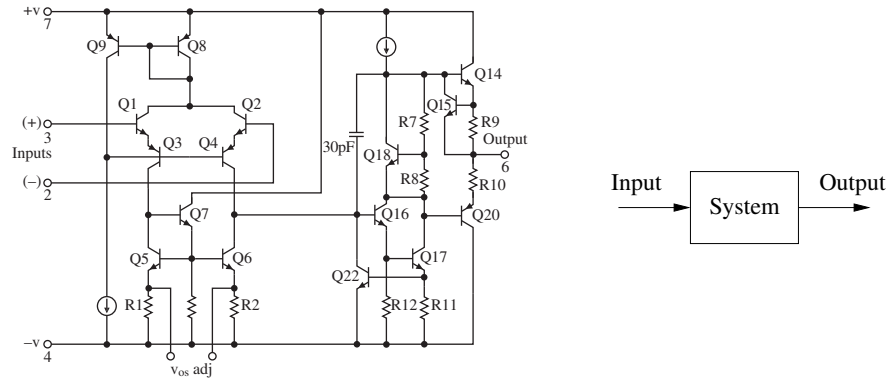 +v
7
Q9
Q8
Q14
Q1
Q2
Q15
(+)
3
R7
R9
Q3
Q4
30pF
Output
6
Inputs
Q18
R8
R10
(−)
2
Q7
Q16
Q20
Q5
Q6
Q22
Q17
R1
R2
R12
R11
−v
4
vos adj
Input
System
Output